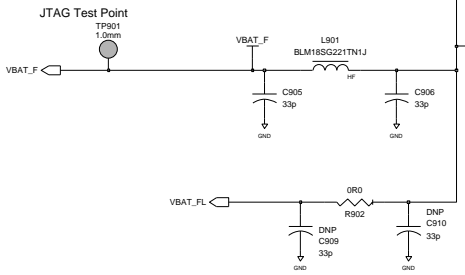 JTAG Test Point
TP901
1.0mm
VBAT_F
L901
BLM18SG221TN1J
VBAT_F
HF
C905
33p
C906
33p
GND
GND
VBAT_FL
0R0
R902
DNP
C909
33p
DNP
C910
33p
GND
GND